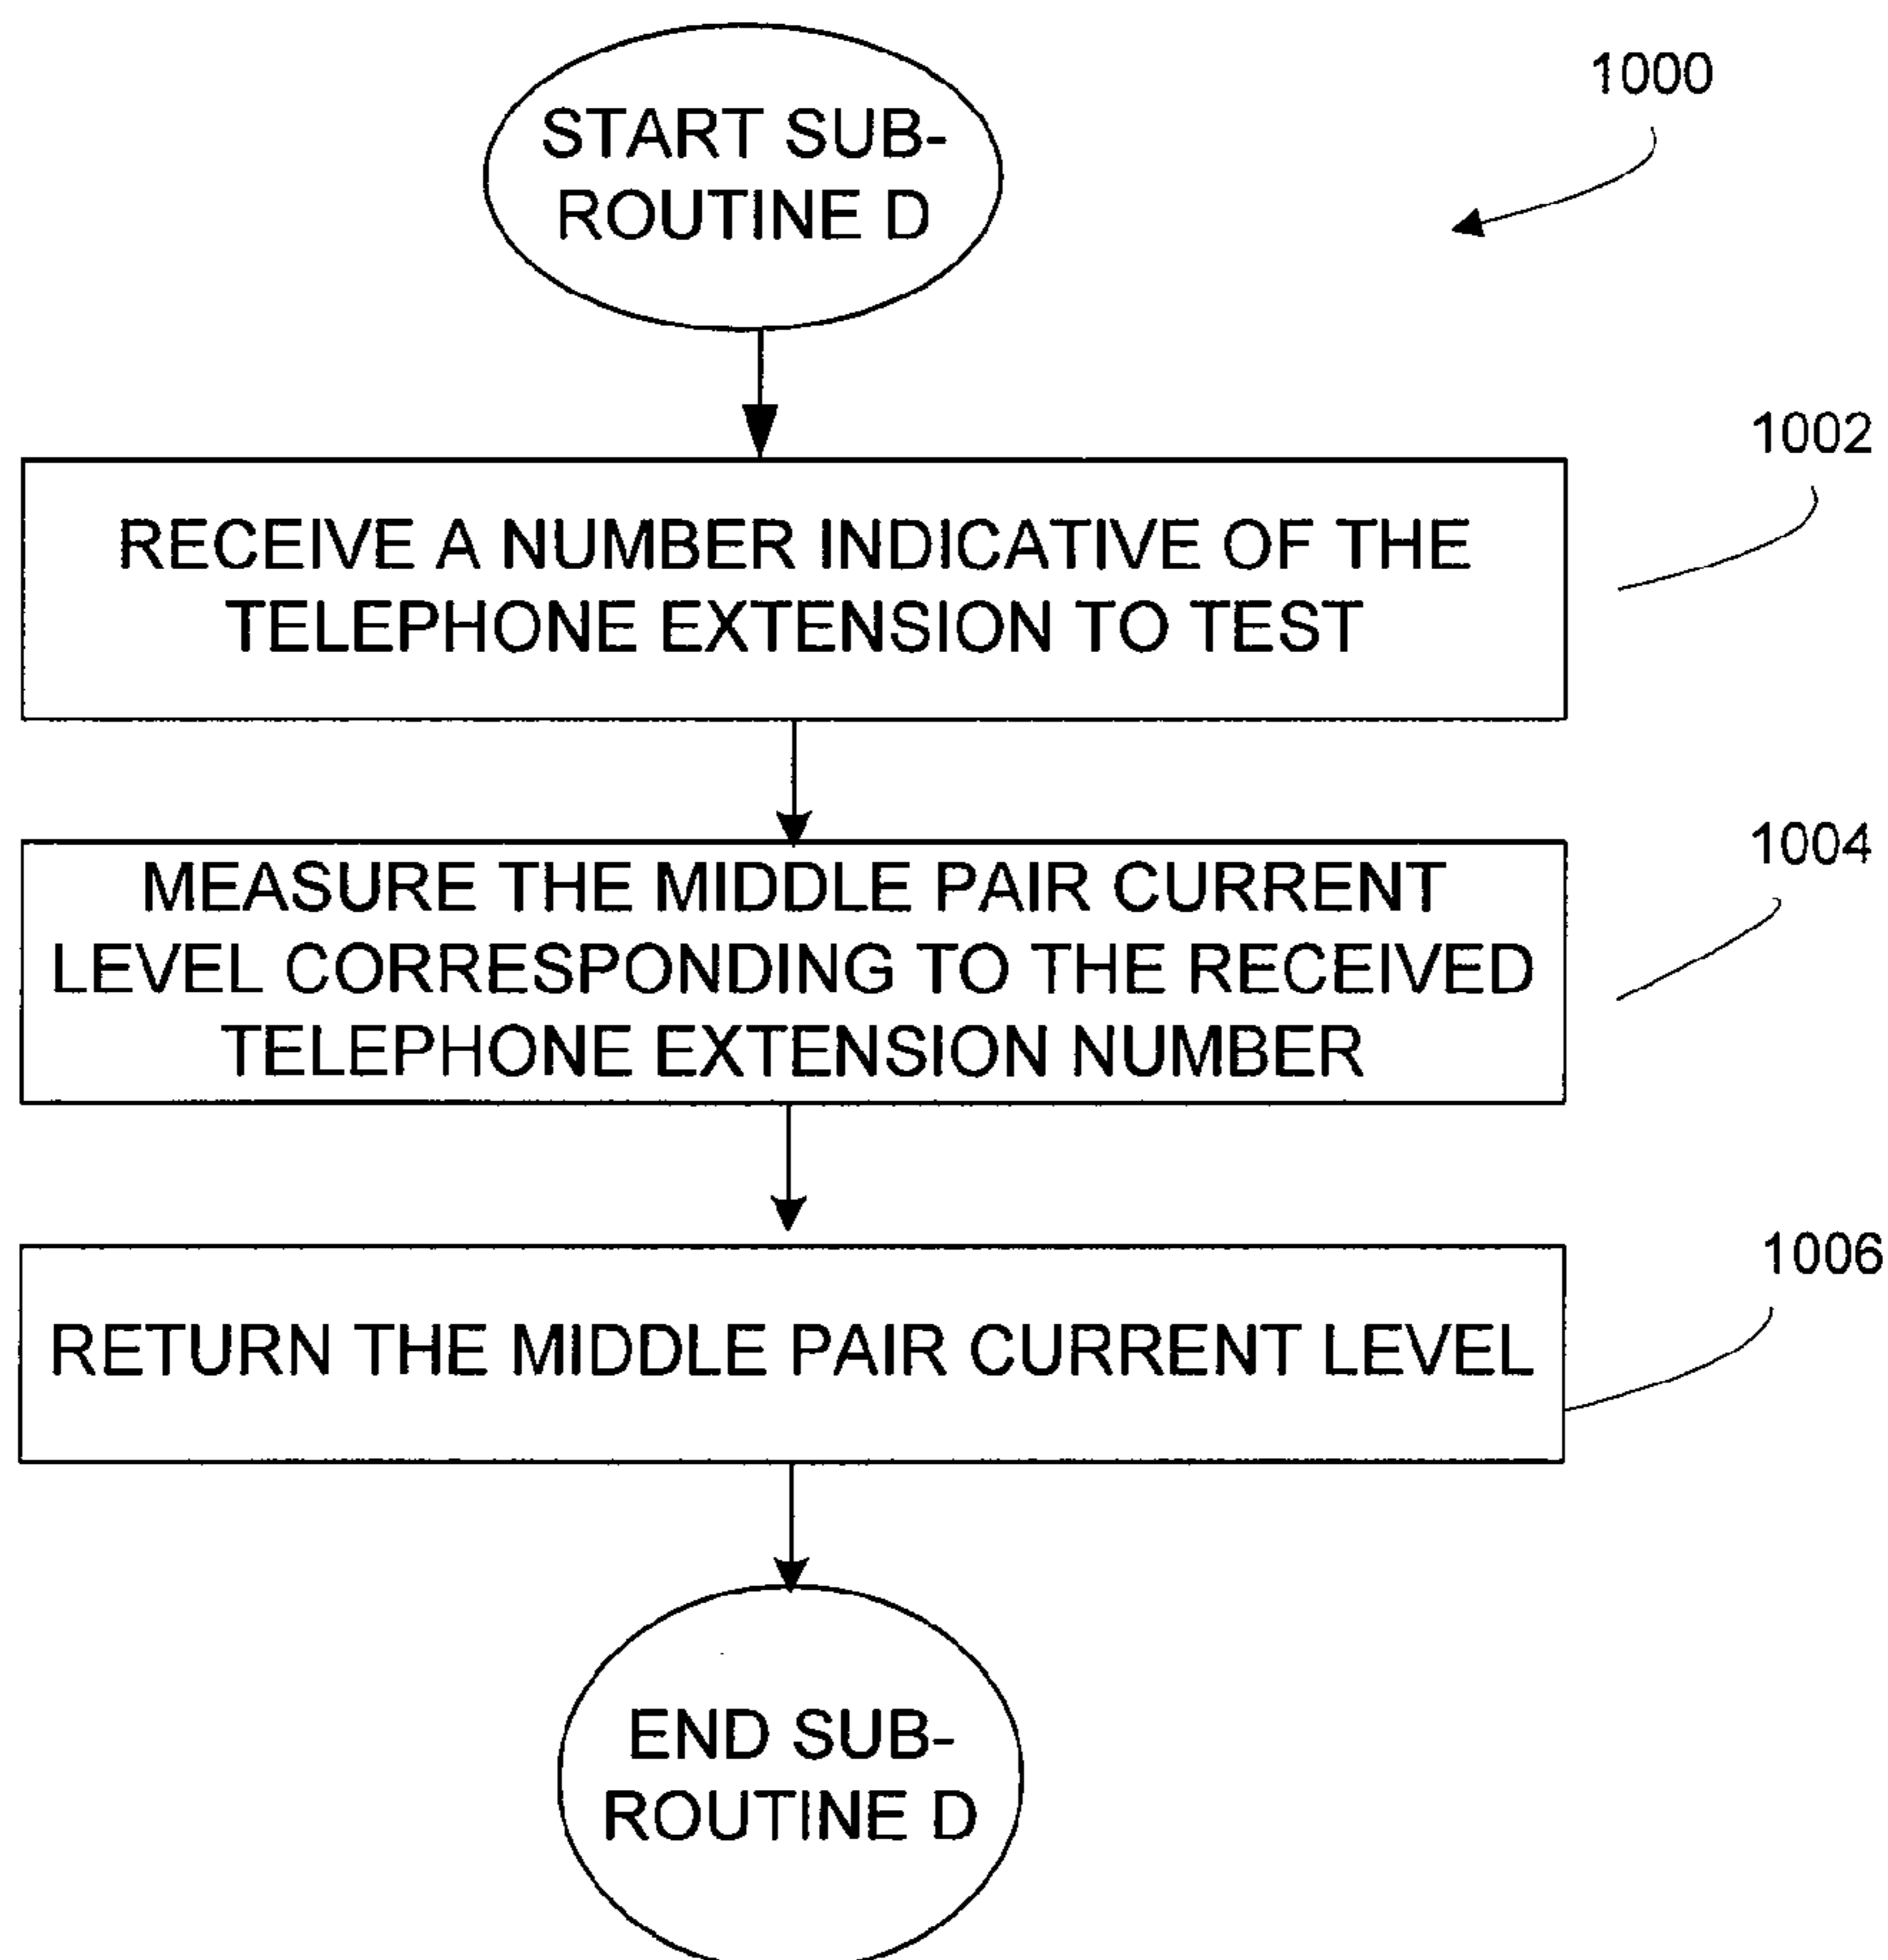 START SUB-
ROUTINE D
1000
1002
RECEIVE A NUMBER INDICATIVE OF THE
TELEPHONE EXTENSION TO TEST
1004
MEASURE THE MIDDLE PAIR CURRENT
LEVEL CORRESPONDING TO THE RECEIVED
TELEPHONE EXTENSION NUMBER
1006
RETURN THE MIDDLE PAIR CURRENT LEVEL
END SUB-
ROUTINE D